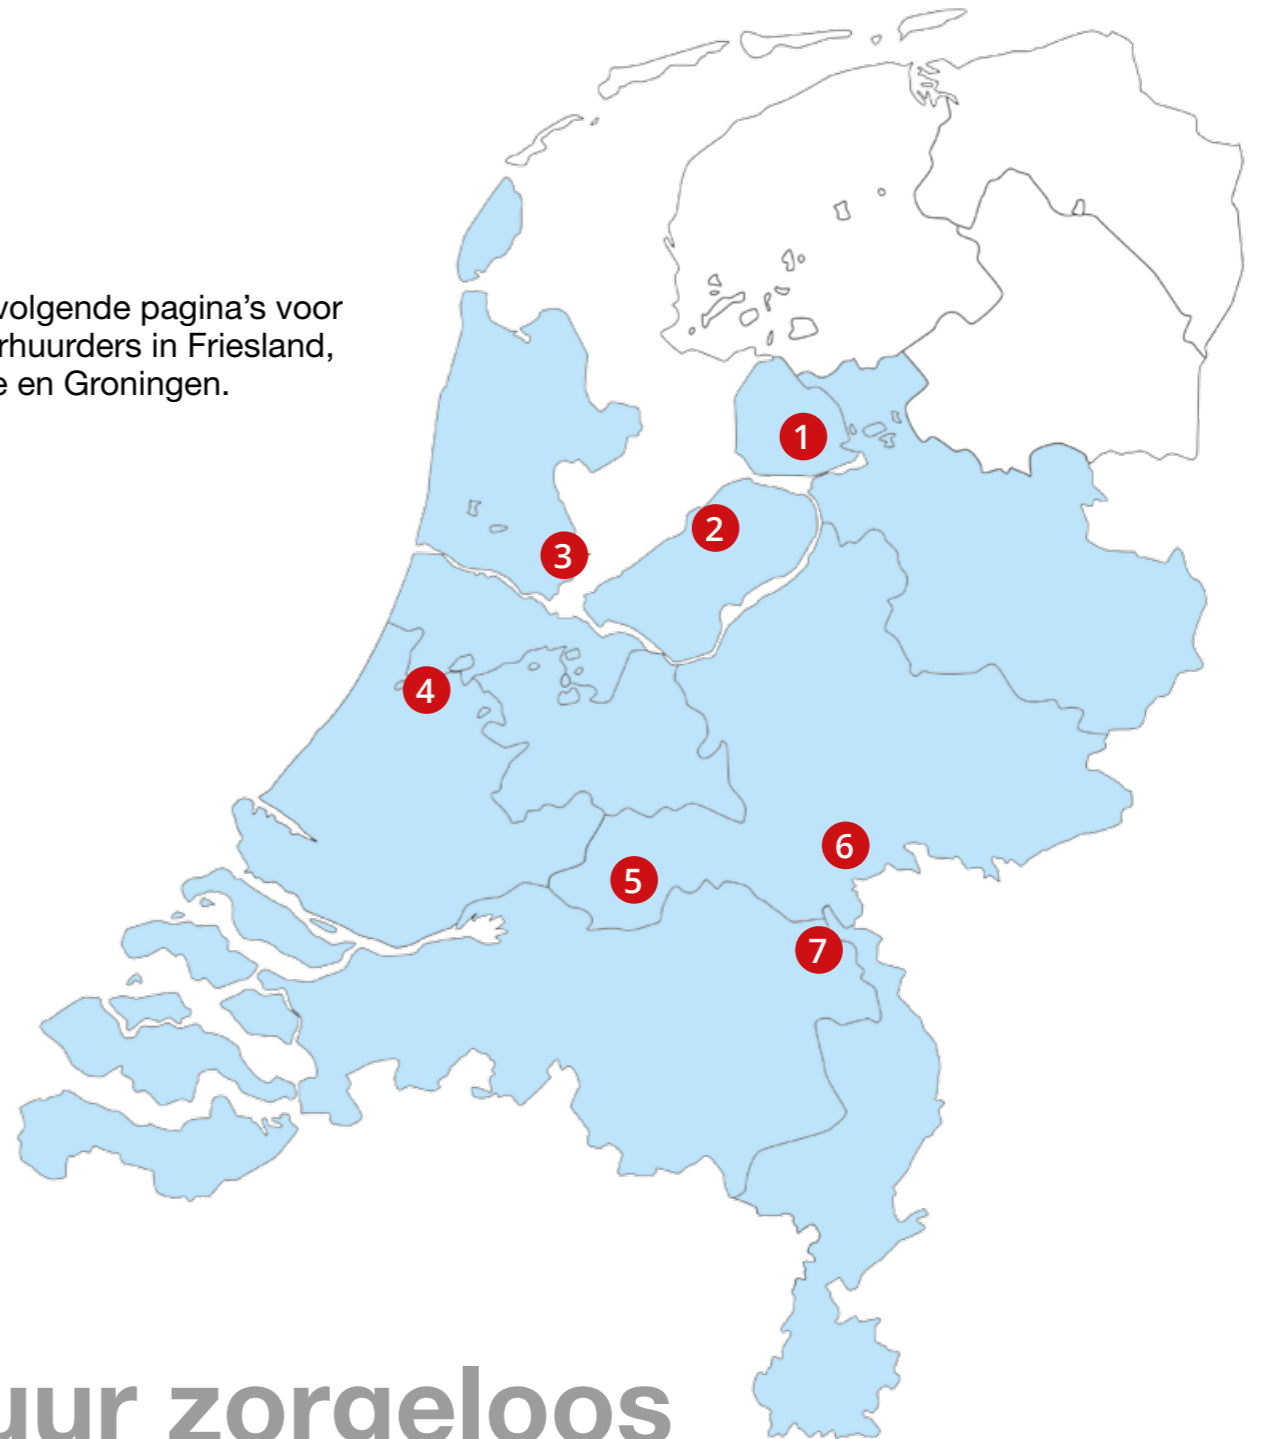 volgende pagina’s voor
rhuurders in Friesland,
e en Groningen.
1
2
3
4
5
6
7
uur zorgeloos